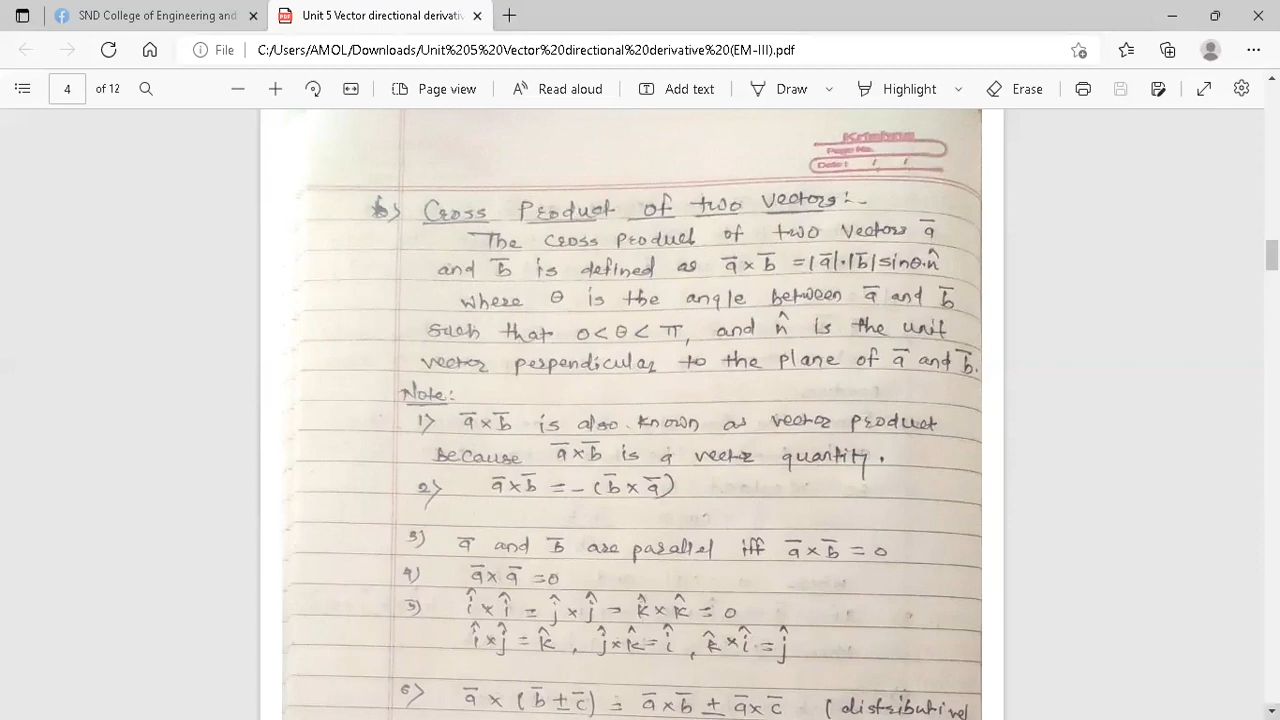 SND College of Engineering and
Unit 5 Vector directional derivativ
File
C:/Users/AMOL/Downloads/Unit%205%20Vector%20directional%20derivative%20(EM-III).pdf
4 of 12
Page view
Read aloud
Add text
Draw
Highlight
Erase
Krishna
Page No.
Date: / /
b) Cross Product of two vectors:-
The cross product of two vectors a̅
and b̅ is defined as a̅ × b̅ = |a̅|·|b̅| sinθ·n̂
where θ is the angle between a̅ and b̅
such that 0 < θ < π, and n̂ is the unit
vector perpendicular to the plane of a̅ and b̅.
Note:
1) a̅ × b̅ is also known as vector product
because a̅ × b̅ is a vector quantity.
2) a̅ × b̅ = - (b̅ × a̅)
3) a̅ and b̅ are parallel iff a̅ × b̅ = 0
4) a̅ × a̅ = 0
5) î × î = ĵ × ĵ = k̂ × k̂ = 0
î × ĵ = k̂ , ĵ × k̂ = î , k̂ × î = ĵ
6) a̅ × (b̅ ± c̅) = a̅ × b̅ ± a̅ × c̅ (distributive)